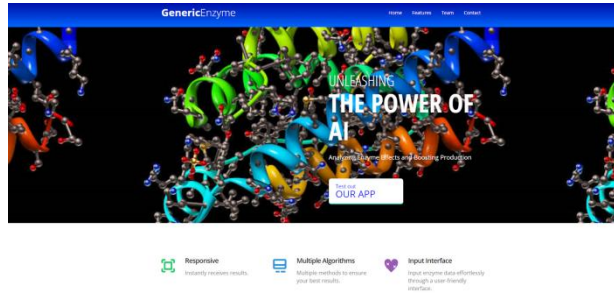 GenericEnzyme
Home Features Team Contact
UNLEASHING
THE POWER OF
AI
Analyzing Enzyme Effects and Boosting Production
Test out
OUR APP
Responsive
Instantly receives results.
Multiple Algorithms
Multiple methods to ensure
your best results.
Input Interface
Input enzyme data effortlessly
through a user-friendly
interface.